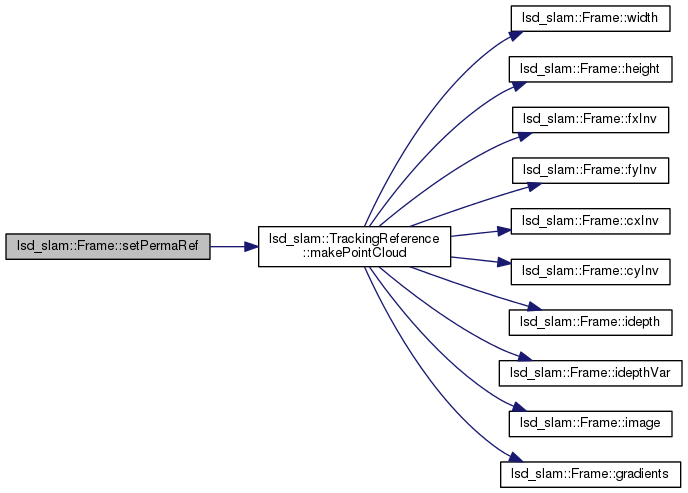 lsd_slam::Frame::width
lsd_slam::Frame::height
lsd_slam::Frame::fxInv
lsd_slam::Frame::fyInv
lsd_slam::Frame::setPermaRef
lsd_slam::TrackingReference
::makePointCloud
lsd_slam::Frame::cxInv
lsd_slam::Frame::cyInv
lsd_slam::Frame::idepth
lsd_slam::Frame::idepthVar
lsd_slam::Frame::image
lsd_slam::Frame::gradients